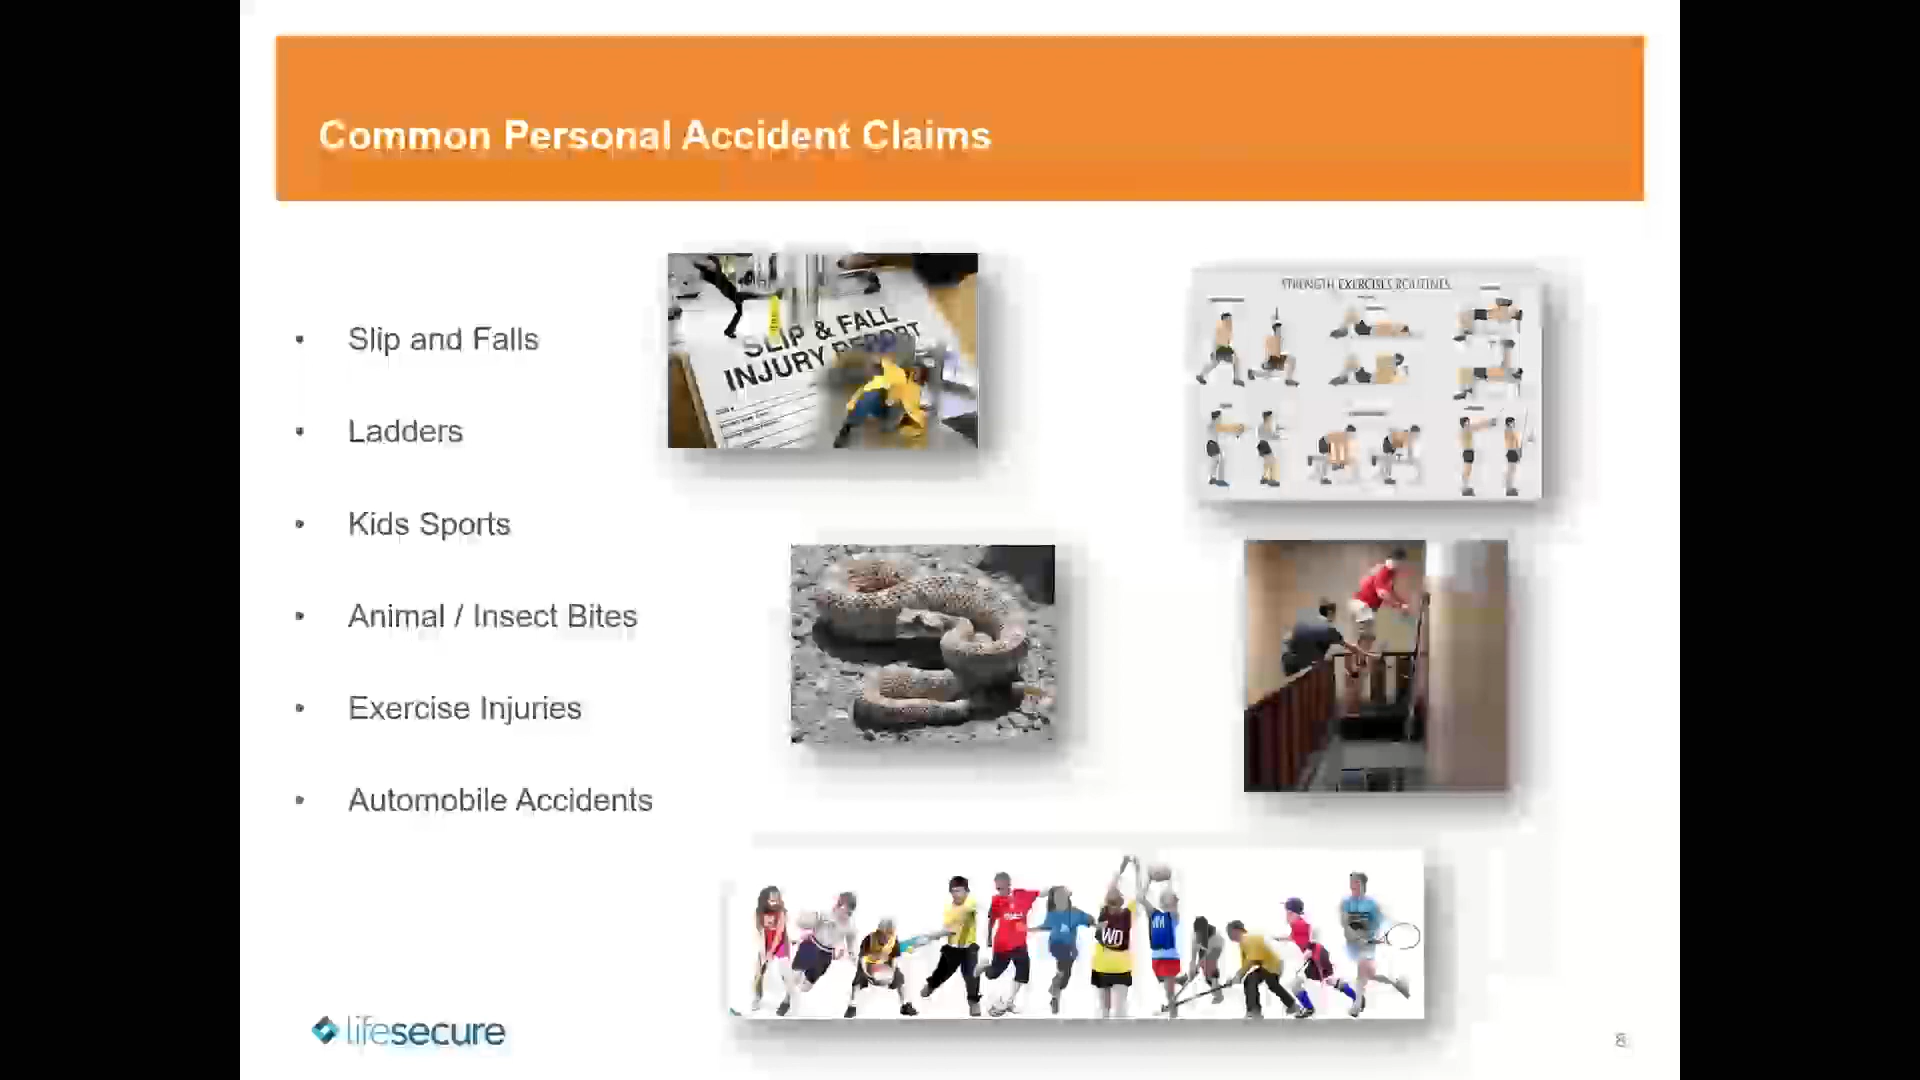 Common Personal Accident Claims
• Slip and Falls
• Ladders
• Kids Sports
• Animal / Insect Bites
• Exercise Injuries
• Automobile Accidents
SLIP & FALL
INJURY REPORT
STRENGTH EXERCISES ROUTINES
WD
lifesecure
8